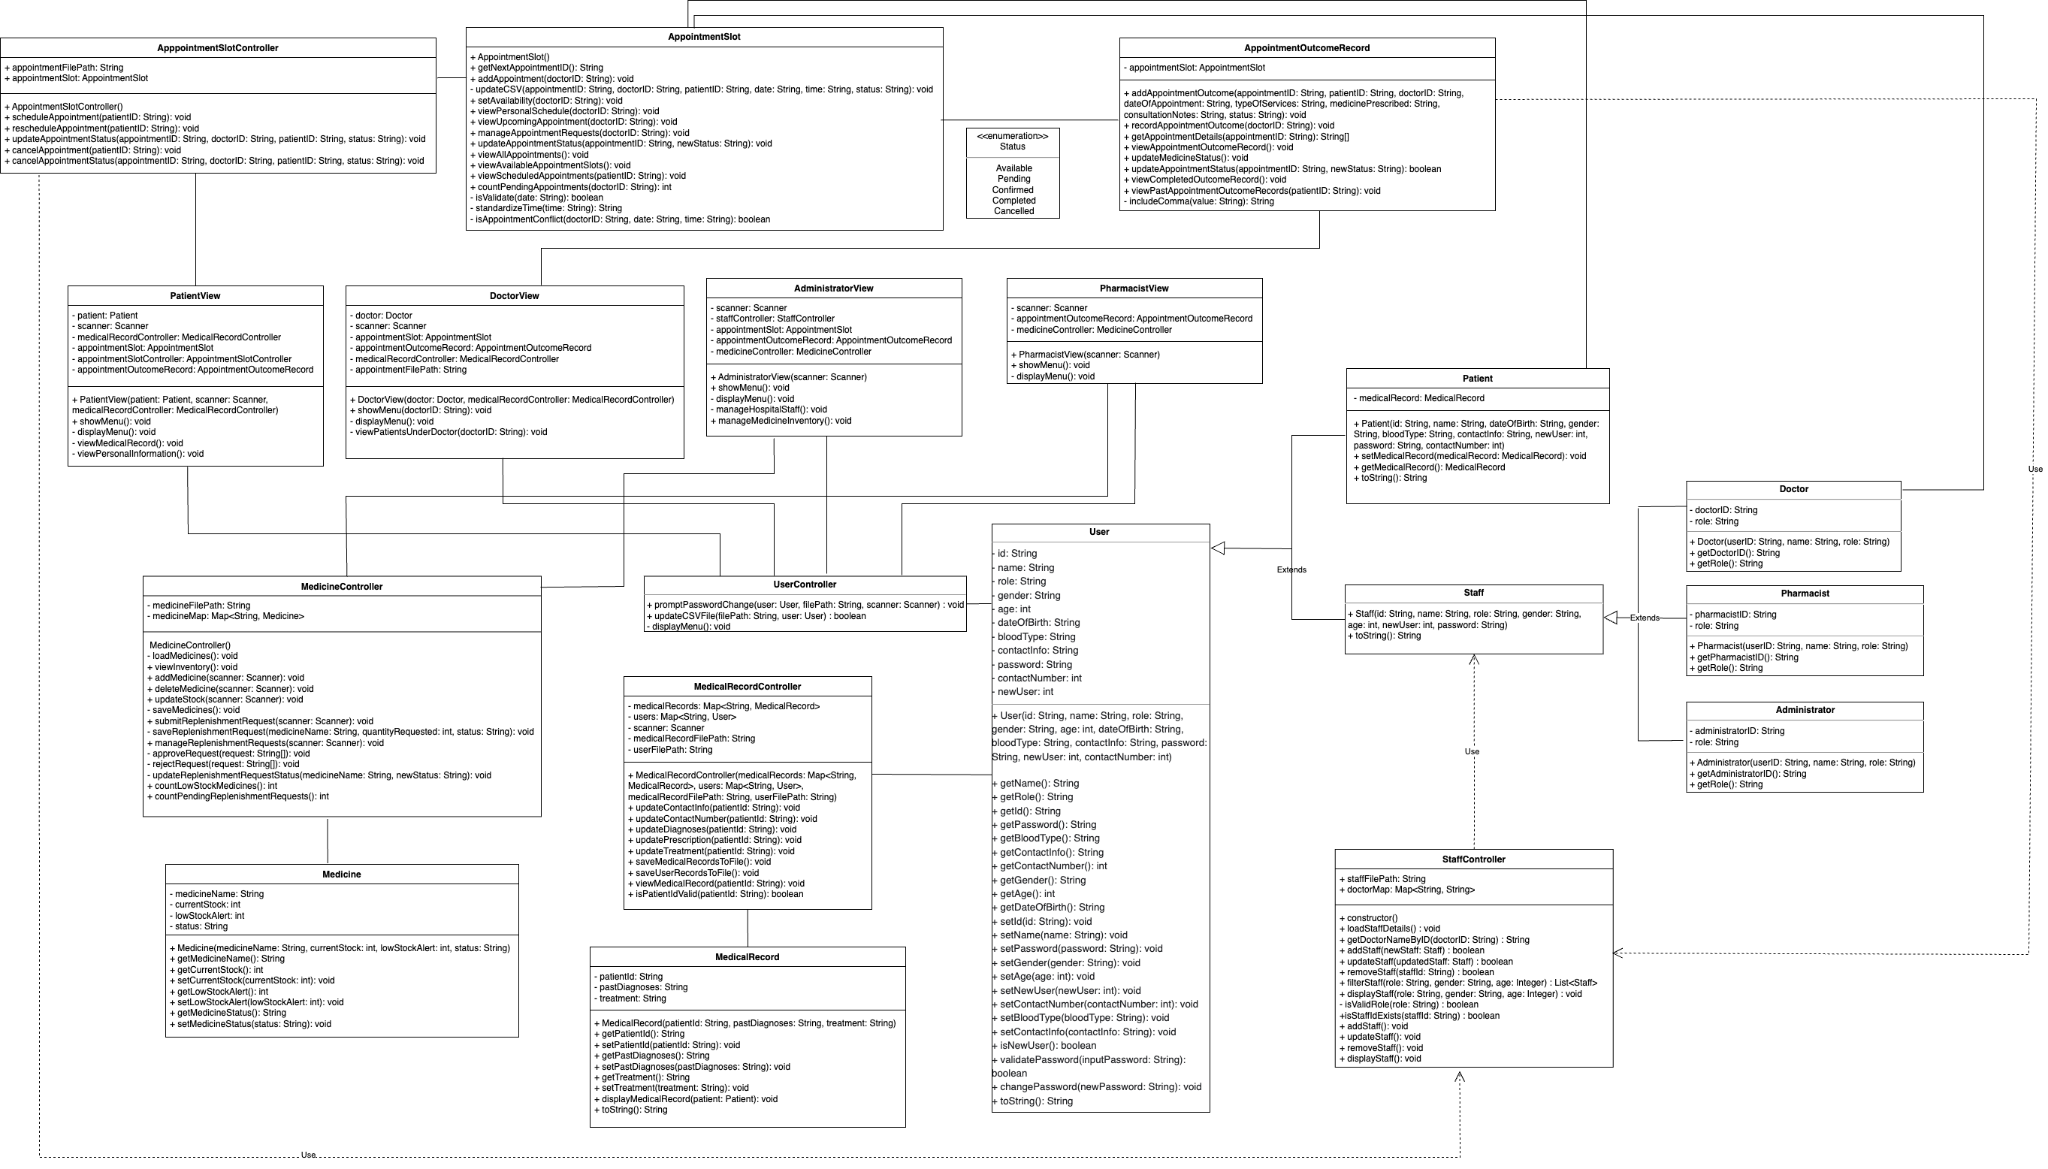 ApppointmentSlotController
+ appointmentFilePath: String
+ appointmentSlot: AppointmentSlot
+ AppointmentSlotController()
+ scheduleAppointment(patientID: String): void
+ rescheduleAppointment(patientID: String): void
+ updateAppointmentStatus(appointmentID: String, doctorID: String, patientID: String, status: String): void
+ cancelAppointment(patientID: String): void
+ cancelAppointmentStatus(appointmentID: String, doctorID: String, patientID: String, status: String): void
AppointmentSlot
+ AppointmentSlot()
+ getNextAppointmentID(): String
+ addAppointment(doctorID: String): void
- updateCSV(appointmentID: String, doctorID: String, patientID: String, date: String, time: String, status: String): void
+ setAvailability(doctorID: String): void
+ viewPersonalSchedule(doctorID: String): void
+ viewUpcomingAppointment(doctorID: String): void
+ manageAppointmentRequests(doctorID: String): void
+ updateAppointmentStatus(appointmentID: String, newStatus: String): void
+ viewAllAppointments(): void
+ viewAvailableAppointmentSlots(): void
+ viewScheduledAppointments(patientID: String): void
+ countPendingAppointments(doctorID: String): int
- isValidate(date: String): boolean
- standardizeTime(time: String): String
- isAppointmentConflict(doctorID: String, date: String, time: String): boolean
<<enumeration>>
Status
Available
Pending
Confirmed
Completed
Cancelled
AppointmentOutcomeRecord
- appointmentSlot: AppointmentSlot
+ addAppointmentOutcome(appointmentID: String, patientID: String, doctorID: String,
dateOfAppointment: String, typeOfServices: String, medicinePrescribed: String,
consultationNotes: String, status: String): void
+ recordAppointmentOutcome(doctorID: String): void
+ getAppointmentDetails(appointmentID: String): String[]
+ viewAppointmentOutcomeRecord(): void
+ updateMedicineStatus(): void
+ updateAppointmentStatus(appointmentID: String, newStatus: String): boolean
+ viewCompletedOutcomeRecord(): void
+ viewPastAppointmentOutcomeRecords(patientID: String): void
- includeComma(value: String): String
PatientView
- patient: Patient
- scanner: Scanner
- medicalRecordController: MedicalRecordController
- appointmentSlot: AppointmentSlot
- appointmentSlotController: AppointmentSlotController
- appointmentOutcomeRecord: AppointmentOutcomeRecord
+ PatientView(patient: Patient, scanner: Scanner,
medicalRecordController: MedicalRecordController)
+ showMenu(): void
- displayMenu(): void
- viewMedicalRecord(): void
- viewPersonalInformation(): void
DoctorView
- doctor: Doctor
- scanner: Scanner
- appointmentSlot: AppointmentSlot
- appointmentOutcomeRecord: AppointmentOutcomeRecord
- medicalRecordController: MedicalRecordController
- appointmentFilePath: String
+ DoctorView(doctor: Doctor, medicalRecordController: MedicalRecordController)
+ showMenu(doctorID: String): void
- displayMenu(): void
- viewPatientsUnderDoctor(doctorID: String): void
AdministratorView
- scanner: Scanner
- staffController: StaffController
- appointmentSlot: AppointmentSlot
- appointmentOutcomeRecord: AppointmentOutcomeRecord
- medicineController: MedicineController
+ AdministratorView(scanner: Scanner)
+ showMenu(): void
- displayMenu(): void
- manageHospitalStaff(): void
+ manageMedicineInventory(): void
PharmacistView
- scanner: Scanner
- appointmentOutcomeRecord: AppointmentOutcomeRecord
- medicineController: MedicineController
+ PharmacistView(scanner: Scanner)
+ showMenu(): void
- displayMenu(): void
Patient
- medicalRecord: MedicalRecord
+ Patient(id: String, name: String, dateOfBirth: String, gender:
String, bloodType: String, contactInfo: String, newUser: int,
password: String, contactNumber: int)
+ setMedicalRecord(medicalRecord: MedicalRecord): void
+ getMedicalRecord(): MedicalRecord
+ toString(): String
Use
Doctor
- doctorID: String
- role: String
+ Doctor(userID: String, name: String, role: String)
+ getDoctorID(): String
+ getRole(): String
Extends
Staff
+ Staff(id: String, name: String, role: String, gender: String,
age: int, newUser: int, password: String)
+ toString(): String
Extends
Pharmacist
- pharmacistID: String
- role: String
+ Pharmacist(userID: String, name: String, role: String)
+ getPharmacistID(): String
+ getRole(): String
Administrator
- administratorID: String
- role: String
+ Administrator(userID: String, name: String, role: String)
+ getAdministratorID(): String
+ getRole(): String
MedicineController
- medicineFilePath: String
- medicineMap: Map<String, Medicine>
MedicineController()
- loadMedicines(): void
+ viewInventory(): void
+ addMedicine(scanner: Scanner): void
+ deleteMedicine(scanner: Scanner): void
+ updateStock(scanner: Scanner): void
- saveMedicines(): void
+ submitReplenishmentRequest(scanner: Scanner): void
- saveReplenishmentRequest(medicineName: String, quantityRequested: int, status: String): void
+ manageReplenishmentRequests(scanner: Scanner): void
- approveRequest(request: String[]): void
- rejectRequest(request: String[]): void
- updateReplenishmentRequestStatus(medicineName: String, newStatus: String): void
+ countLowStockMedicines(): int
+ countPendingReplenishmentRequests(): int
UserController
+ promptPasswordChange(user: User, filePath: String, scanner: Scanner) : void
+ updateCSVFile(filePath: String, user: User) : boolean
- displayMenu(): void
User
- id: String
- name: String
- role: String
- gender: String
- age: int
- dateOfBirth: String
- bloodType: String
- contactInfo: String
- password: String
- contactNumber: int
- newUser: int
+ User(id: String, name: String, role: String,
gender: String, age: int, dateOfBirth: String,
bloodType: String, contactInfo: String, password:
String, newUser: int, contactNumber: int)
+ getName(): String
+ getRole(): String
+ getId(): String
+ getPassword(): String
+ getBloodType(): String
+ getContactInfo(): String
+ getContactNumber(): int
+ getGender(): String
+ getAge(): int
+ getDateOfBirth(): String
+ setId(id: String): void
+ setName(name: String): void
+ setPassword(password: String): void
+ setGender(gender: String): void
+ setAge(age: int): void
+ setNewUser(newUser: int): void
+ setContactNumber(contactNumber: int): void
+ setBloodType(bloodType: String): void
+ setContactInfo(contactInfo: String): void
+ isNewUser(): boolean
+ validatePassword(inputPassword: String):
boolean
+ changePassword(newPassword: String): void
+ toString(): String
MedicalRecordController
- medicalRecords: Map<String, MedicalRecord>
- users: Map<String, User>
- scanner: Scanner
- medicalRecordFilePath: String
- userFilePath: String
+ MedicalRecordController(medicalRecords: Map<String,
MedicalRecord>, users: Map<String, User>,
medicalRecordFilePath: String, userFilePath: String)
+ updateContactInfo(patientId: String): void
+ updateContactNumber(patientId: String): void
+ updateDiagnoses(patientId: String): void
+ updatePrescription(patientId: String): void
+ updateTreatment(patientId: String): void
+ saveMedicalRecordsToFile(): void
+ saveUserRecordsToFile(): void
+ viewMedicalRecord(patientId: String): void
+ isPatientIdValid(patientId: String): boolean
Use
Medicine
- medicineName: String
- currentStock: int
- lowStockAlert: int
- status: String
+ Medicine(medicineName: String, currentStock: int, lowStockAlert: int, status: String)
+ getMedicineName(): String
+ getCurrentStock(): int
+ setCurrentStock(currentStock: int): void
+ getLowStockAlert(): int
+ setLowStockAlert(lowStockAlert: int): void
+ getMedicineStatus(): String
+ setMedicineStatus(status: String): void
MedicalRecord
- patientId: String
- pastDiagnoses: String
- treatment: String
+ MedicalRecord(patientId: String, pastDiagnoses: String, treatment: String)
+ getPatientId(): String
+ setPatientId(patientId: String): void
+ getPastDiagnoses(): String
+ setPastDiagnoses(pastDiagnoses: String): void
+ getTreatment(): String
+ setTreatment(treatment: String): void
+ displayMedicalRecord(patient: Patient): void
+ toString(): String
StaffController
+ staffFilePath: String
+ doctorMap: Map<String, String>
+ constructor()
+ loadStaffDetails() : void
+ getDoctorNameByID(doctorID: String) : String
+ addStaff(newStaff: Staff) : boolean
+ updateStaff(updatedStaff: Staff) : boolean
+ removeStaff(staffId: String) : boolean
+ filterStaff(role: String, gender: String, age: Integer) : List<Staff>
+ displayStaff(role: String, gender: String, age: Integer) : void
- isValidRole(role: String) : boolean
+isStaffIdExists(staffId: String) : boolean
+ addStaff(): void
+ updateStaff(): void
+ removeStaff(): void
+ displayStaff(): void
Use